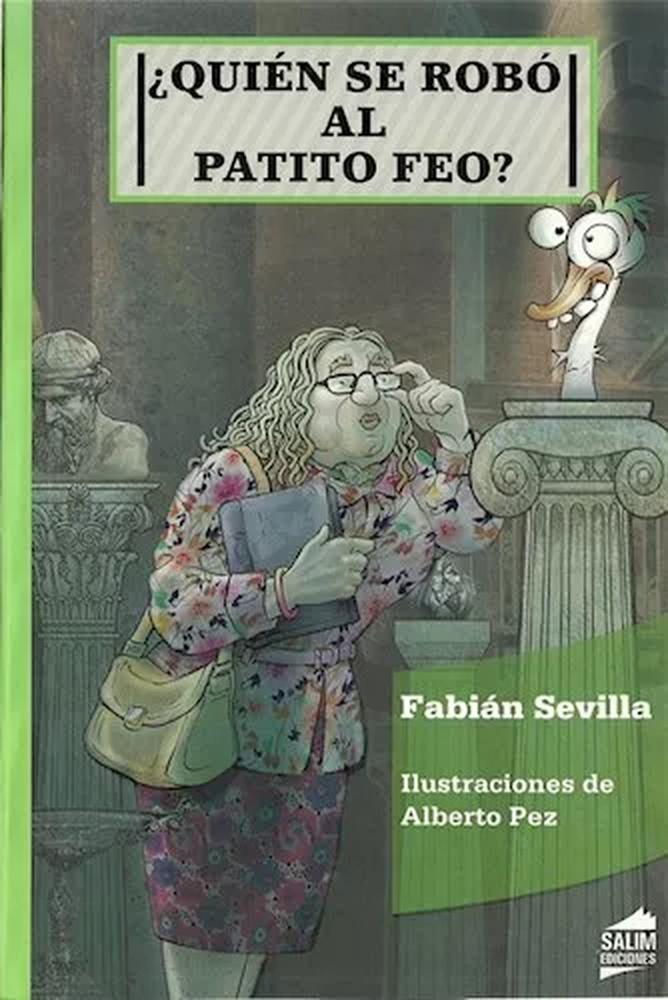 ¿QUIÉN SE ROBÓ
AL
PATITO FEO?
Fabián Sevilla
Ilustraciones de
Alberto Pez
SALIM
EDICIONES